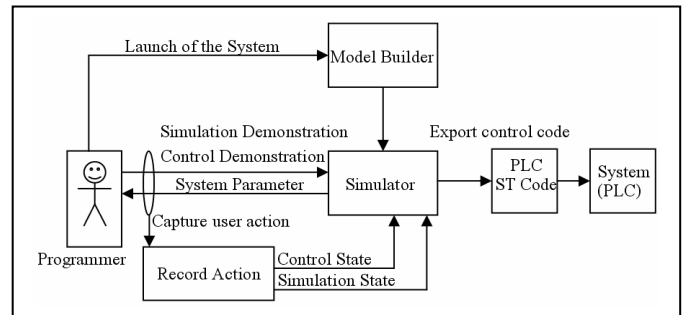 Launch of the System
Model Builder
Simulation Demonstration
Control Demonstration
System Parameter
Capture user action
Programmer
Record Action
Control State
Simulation State
Simulator
Export control code
PLC
ST Code
System
(PLC)